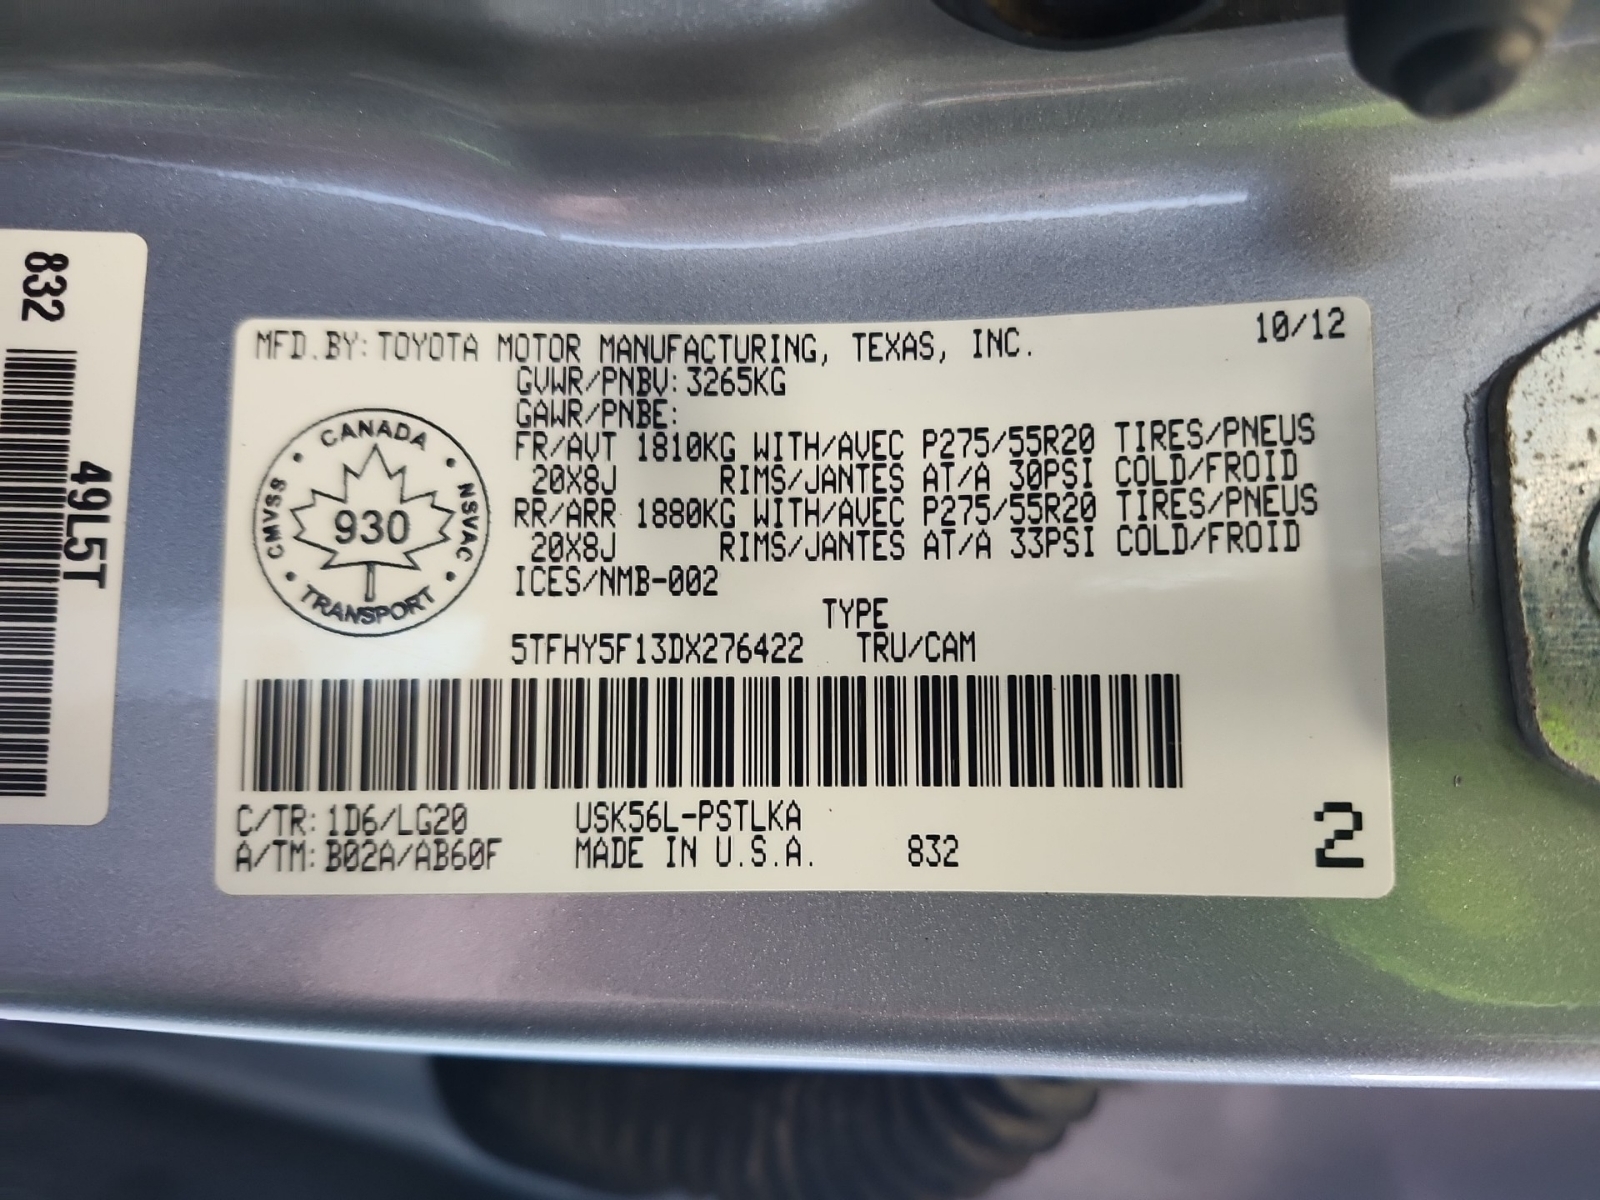 832
49L5T
MFD.BY: TOYOTA MOTOR MANUFACTURING, TEXAS, INC. 10/12
GVWR/PNBV: 3265KG
GAWR/PNBE:
FR/AVT 1810KG WITH/AVEC P275/55R20 TIRES/PNEUS
20X8J RIMS/JANTES AT/A 30PSI COLD/FROID
RR/ARR 1880KG WITH/AVEC P275/55R20 TIRES/PNEUS
20X8J RIMS/JANTES AT/A 33PSI COLD/FROID
ICES/NMB-002
CANADA
CMVSS • NSVAC
930
TRANSPORT
TYPE
5TFHY5F13DX276422 TRU/CAM
C/TR: 1D6/LG20 USK56L-PSTLKA
A/TM: B02A/AB60F MADE IN U.S.A. 832
2